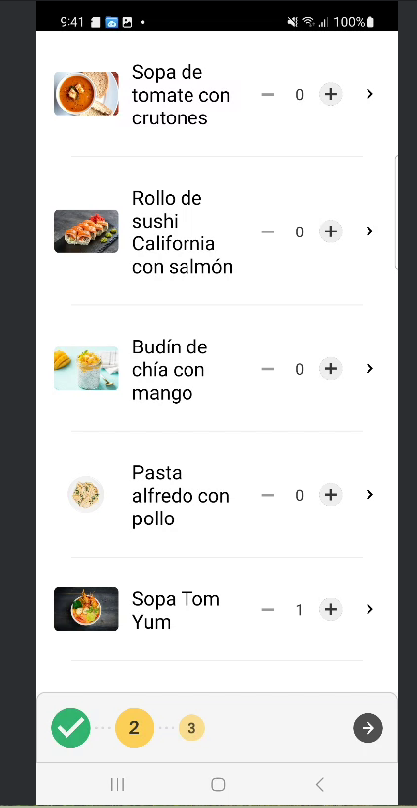 9:41
100%
Sopa de
tomate con
crutones
0
Rollo de
sushi
California
con salmón
0
Budín de
chía con
mango
0
Pasta
alfredo con
pollo
0
Sopa Tom
Yum
1
2
3